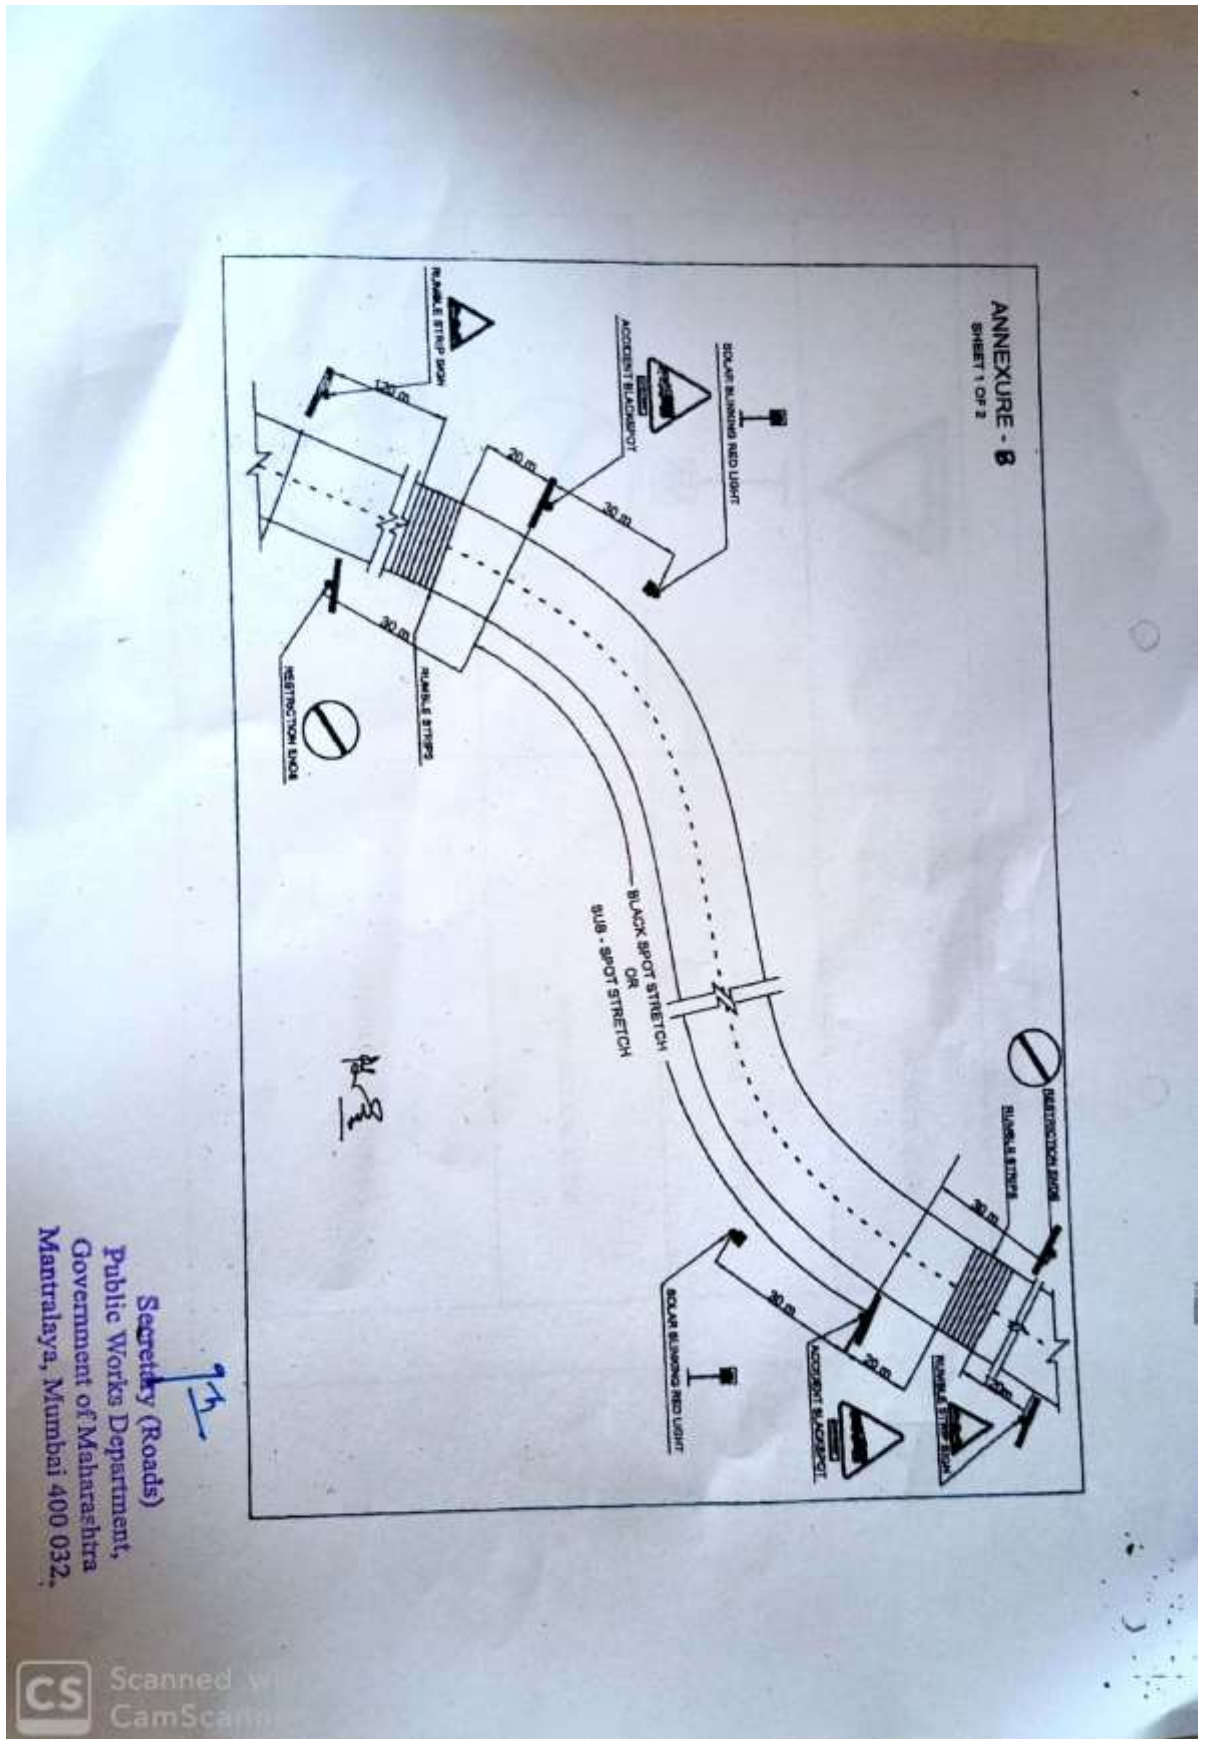 ANNEXURE - B
SHEET 1 OF 2
SOLAR BLINKING RED LIGHT
ACCIDENT BLACKSPOT
RUMBLE STRIP SIGN
120 m
20 m
30 m
30 m
RUMBLE STRIPS
RESTRICTION ENDS
BLACK SPOT STRETCH
OR
SUB - SPOT STRETCH
RESTRICTION ENDS
RUMBLE STRIPS
30 m
30 m
20 m
SOLAR BLINKING RED LIGHT
ACCIDENT BLACKSPOT
RUMBLE STRIP SIGN
Secretary (Roads)
Public Works Department,
Government of Maharashtra
Mantralaya, Mumbai 400 032.
CS
Scanned